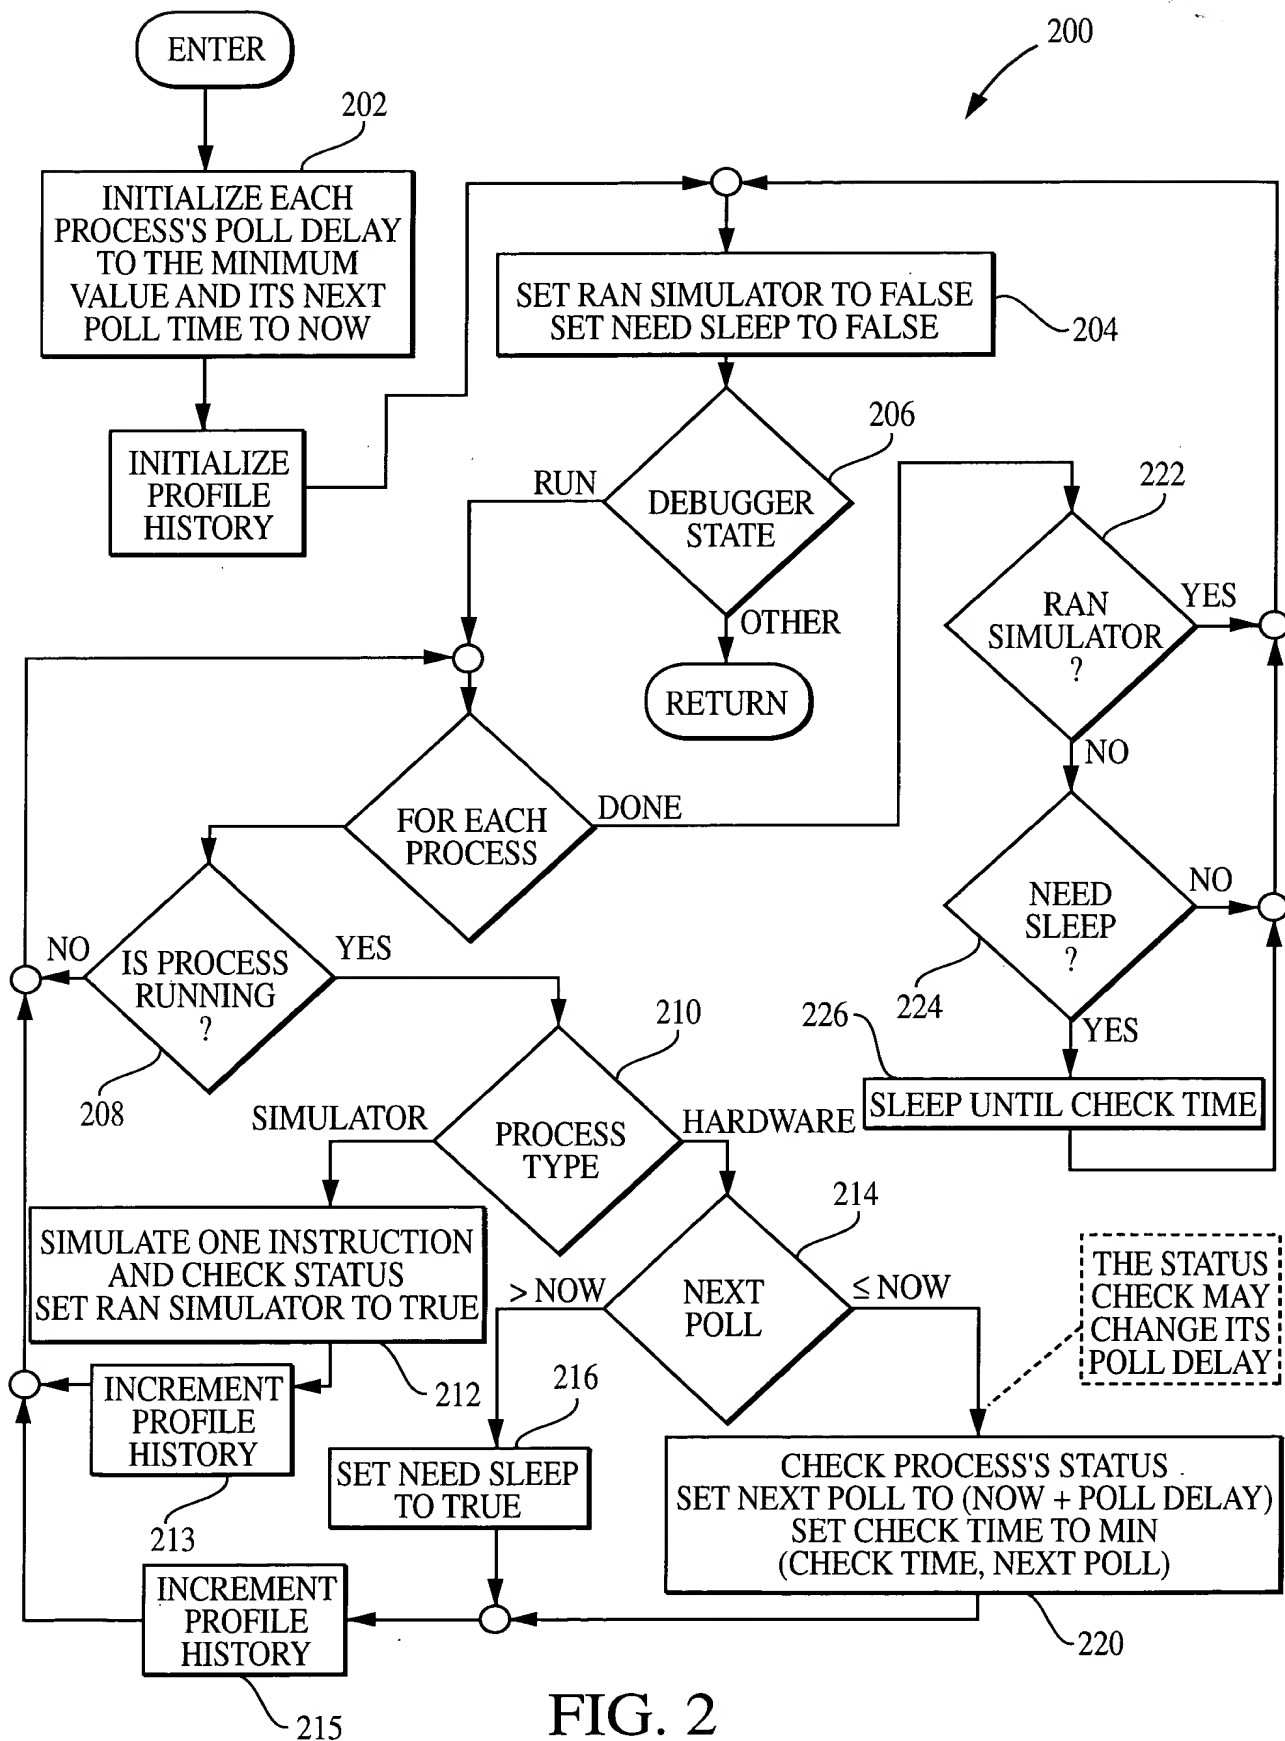 ENTER
200
202
INITIALIZE EACH
PROCESS'S POLL DELAY
TO THE MINIMUM
VALUE AND ITS NEXT
POLL TIME TO NOW
SET RAN SIMULATOR TO FALSE
SET NEED SLEEP TO FALSE
204
INITIALIZE
PROFILE
HISTORY
206
RUN
DEBUGGER
STATE
OTHER
RETURN
222
RAN
SIMULATOR
?
YES
NO
FOR EACH
PROCESS
DONE
NEED
SLEEP
?
NO
224
YES
226
SLEEP UNTIL CHECK TIME
NO
IS PROCESS
RUNNING
?
YES
208
210
SIMULATOR
PROCESS
TYPE
HARDWARE
214
SIMULATE ONE INSTRUCTION
AND CHECK STATUS
SET RAN SIMULATOR TO TRUE
212
> NOW
NEXT
POLL
≤ NOW
THE STATUS
CHECK MAY
CHANGE ITS
POLL DELAY
INCREMENT
PROFILE
HISTORY
213
216
SET NEED SLEEP
TO TRUE
CHECK PROCESS'S STATUS
SET NEXT POLL TO (NOW + POLL DELAY)
SET CHECK TIME TO MIN
(CHECK TIME, NEXT POLL)
220
INCREMENT
PROFILE
HISTORY
215
FIG. 2